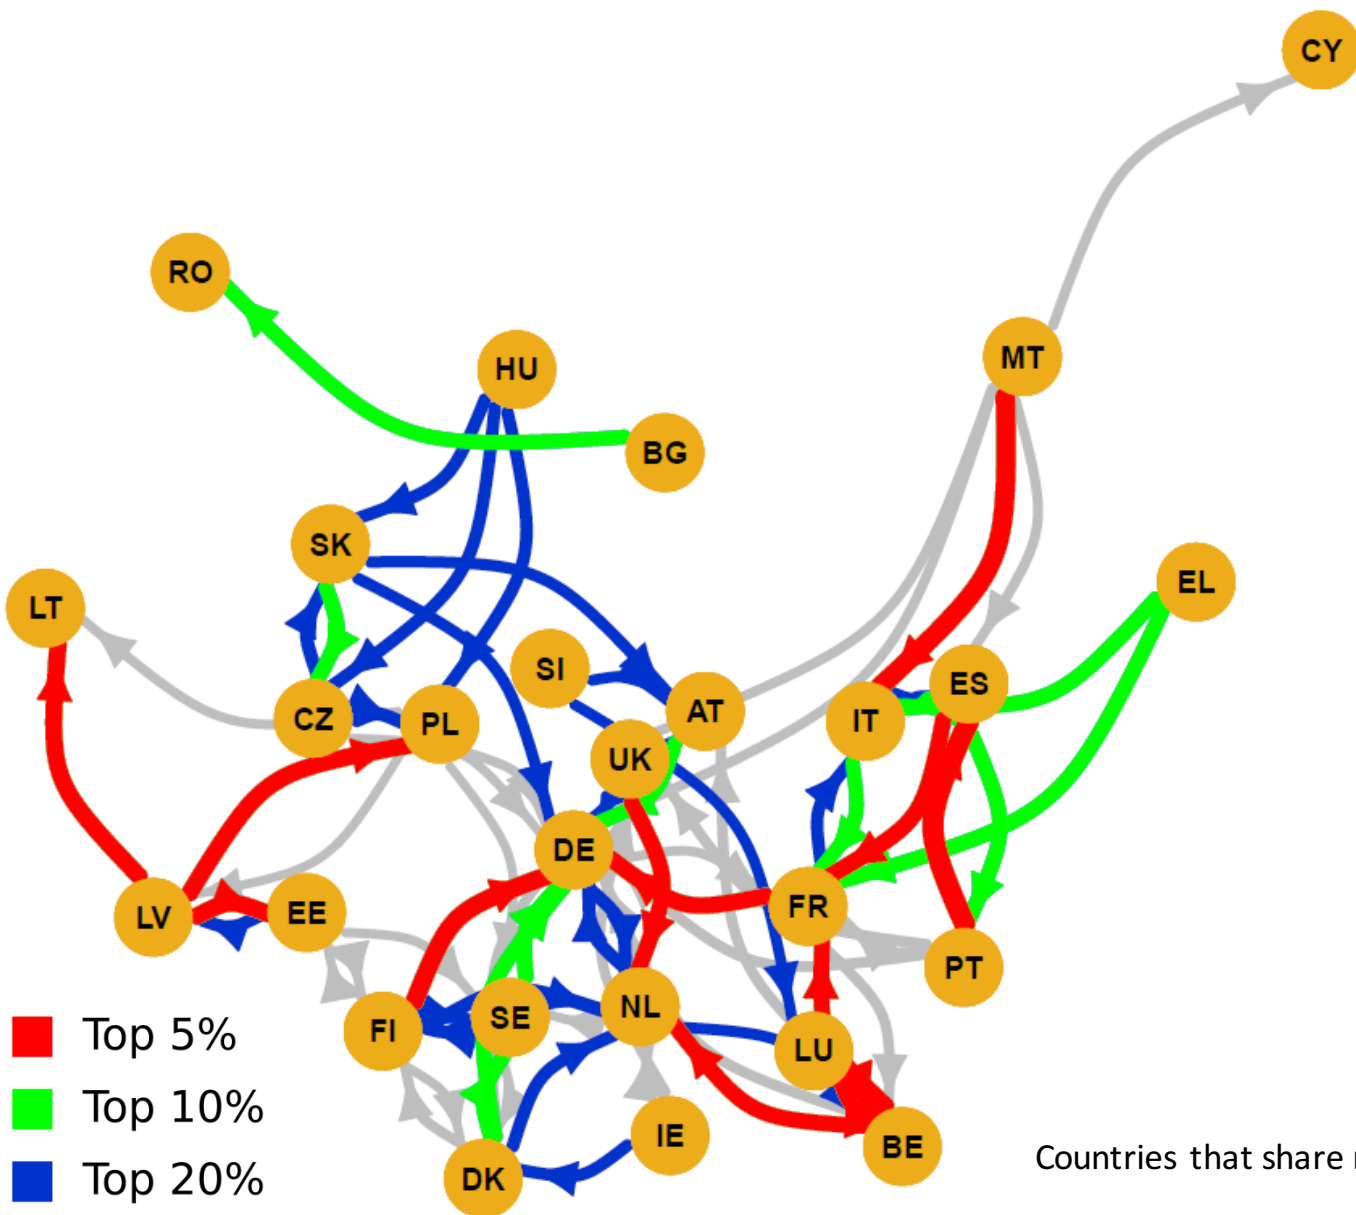 CY
RO
HU
MT
BG
SK
EL
LT
SI
ES
CZ
PL
AT
IT
UK
DE
LV
EE
FR
PT
FI
SE
NL
LU
IE
BE
DK
Top 5%
Top 10%
Top 20%
Countries that share